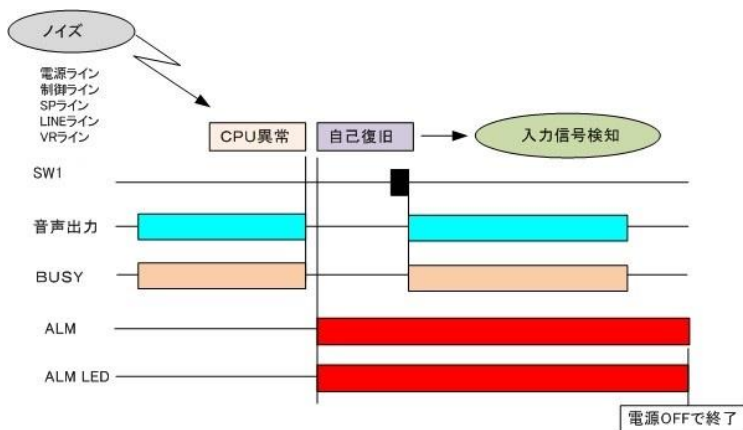 ノイズ
電源ライン
制御ライン
SPライン
LINEライン
VRライン
CPU異常
自己復旧
入力信号検知
SW1
音声出力
BUSY
ALM
ALM LED
電源OFFで終了